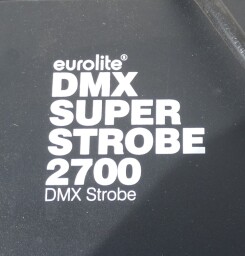 eurolite®
DMX
SUPER
STROBE
2700
DMX Strobe